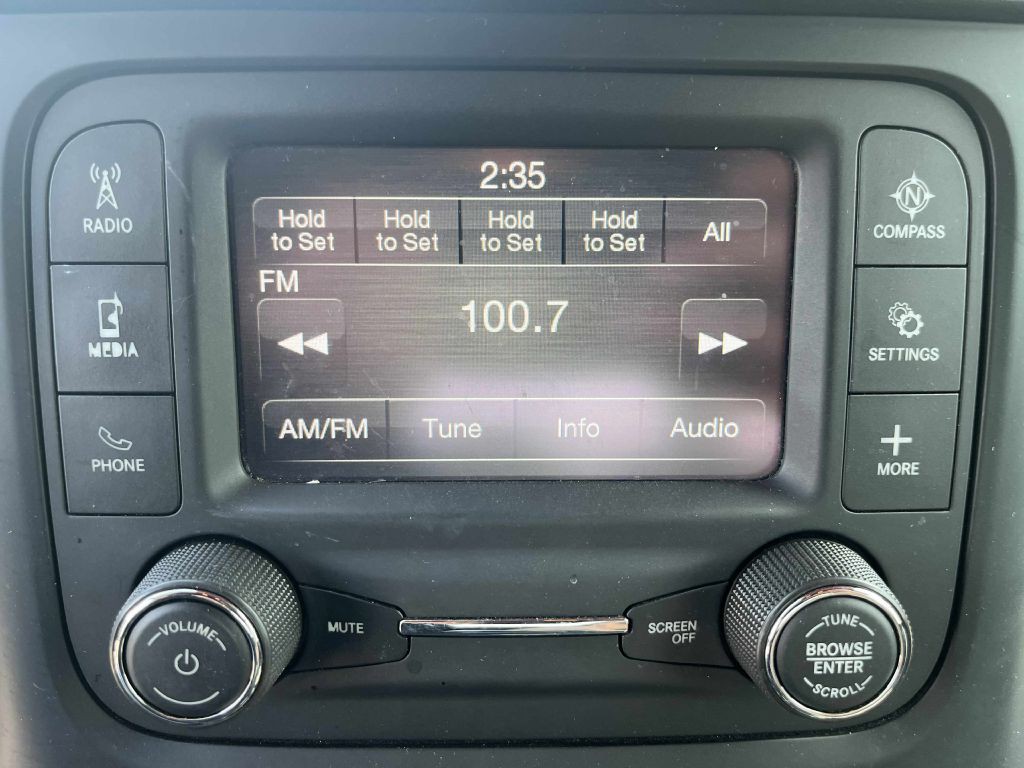 2:35
Hold to Set
Hold to Set
Hold to Set
Hold to Set
All
FM
100.7
AM/FM
Tune
Info
Audio
RADIO
MEDIA
PHONE
N
COMPASS
SETTINGS
MORE
VOLUME
MUTE
SCREEN
OFF
TUNE
BROWSE
ENTER
SCROLL